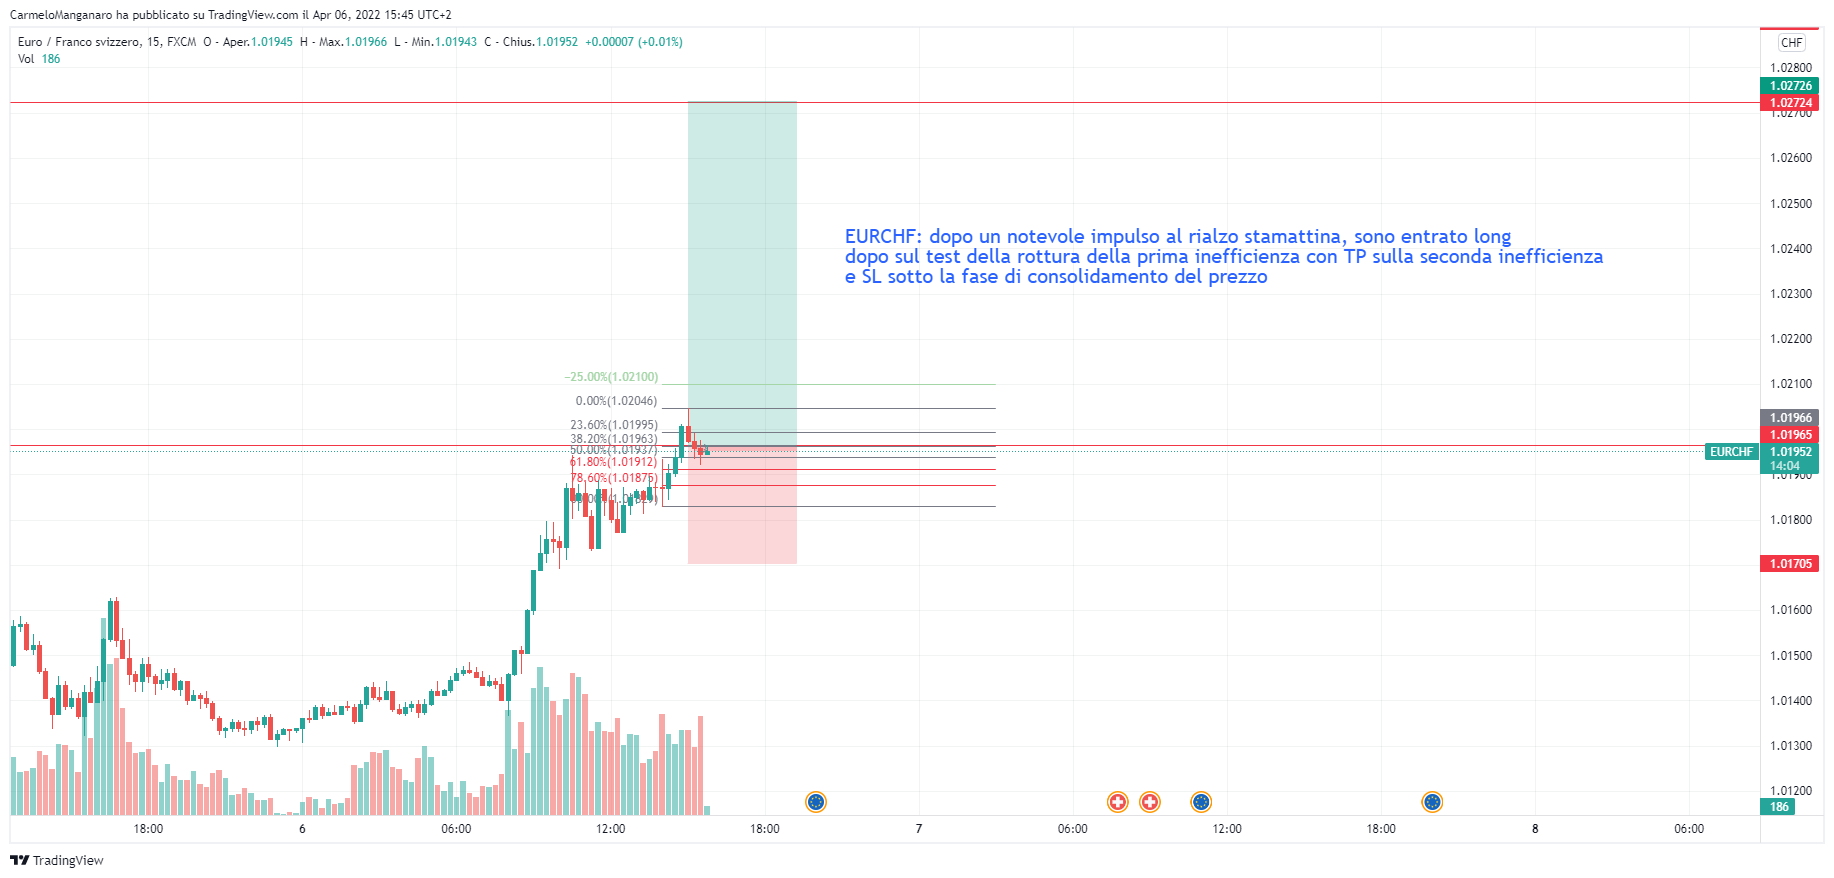 CarmeloManganaro ha pubblicato su TradingView.com il Apr 06, 2022 15:45 UTC+2
Euro / Franco svizzero, 15, FXCM O - Aper.1.01945 H - Max.1.01966 L - Min.1.01943 C - Chius.1.01952 +0.00007 (+0.01%)
Vol 186
CHF
1.02800
1.02726
1.02724
1.02700
1.02600
1.02500
EURCHF: dopo un notevole impulso al rialzo stamattina, sono entrato long
dopo sul test della rottura della prima inefficienza con TP sulla seconda inefficienza
e SL sotto la fase di consolidamento del prezzo
1.02400
1.02300
1.02200
1.02100
−25.00%(1.02100)
0.00%(1.02046)
23.60%(1.01995)
38.20%(1.01963)
50.00%(1.01937)
61.80%(1.01912)
78.60%(1.01875)
1.01966
1.01965
EURCHF 1.01952
14:04
1.01900
1.01800
1.01705
1.01600
1.01500
1.01400
1.01300
1.01200
186
18:00 6 06:00 12:00 18:00 7 06:00 12:00 18:00 8 06:00
TradingView